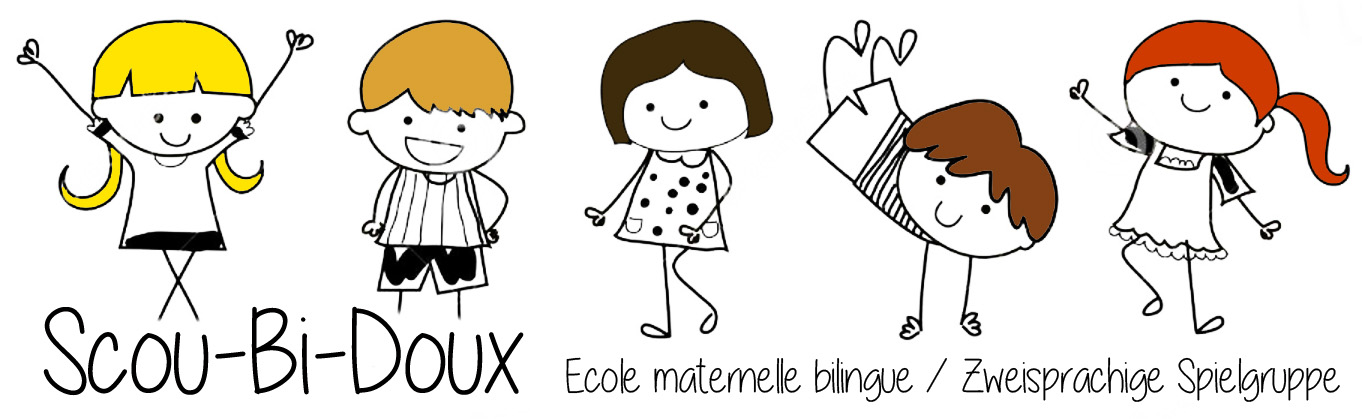 Scou-Bi-Doux
Ecole maternelle bilingue / Zweisprachige Spielgruppe